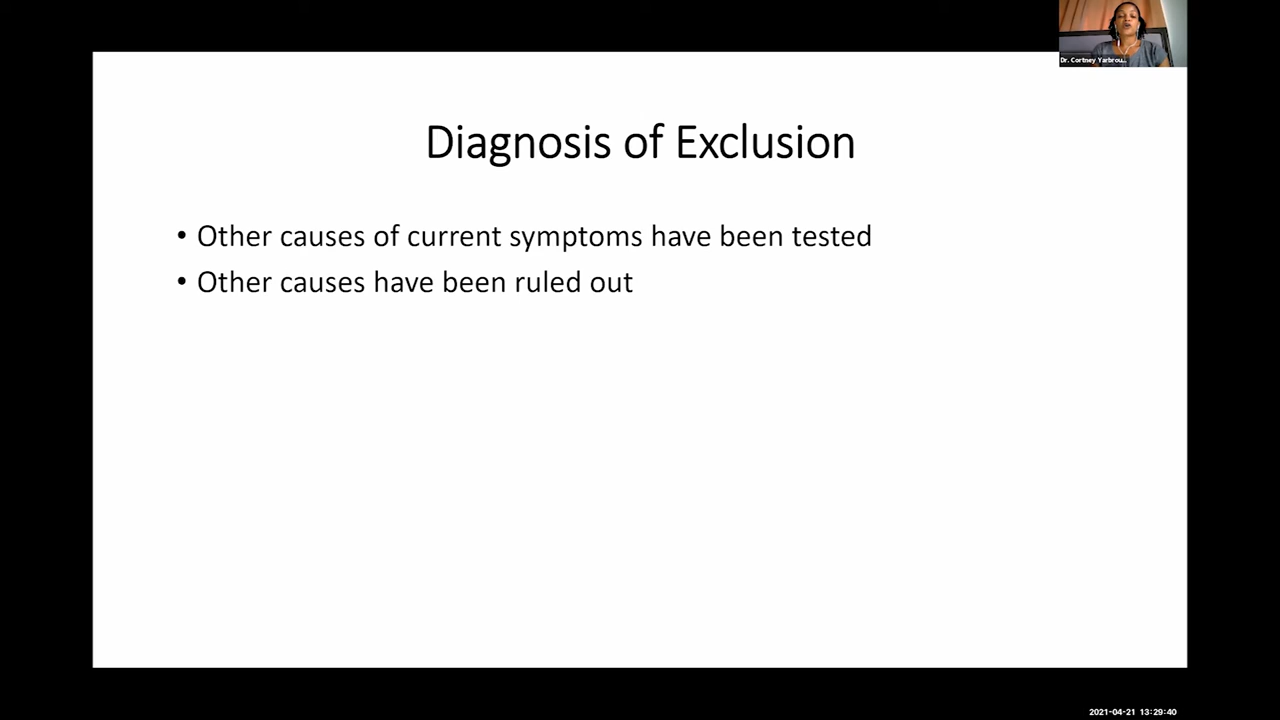 Dr. Cortney Yarbrou...
Diagnosis of Exclusion
• Other causes of current symptoms have been tested
• Other causes have been ruled out
2021-04-21 13:29:40